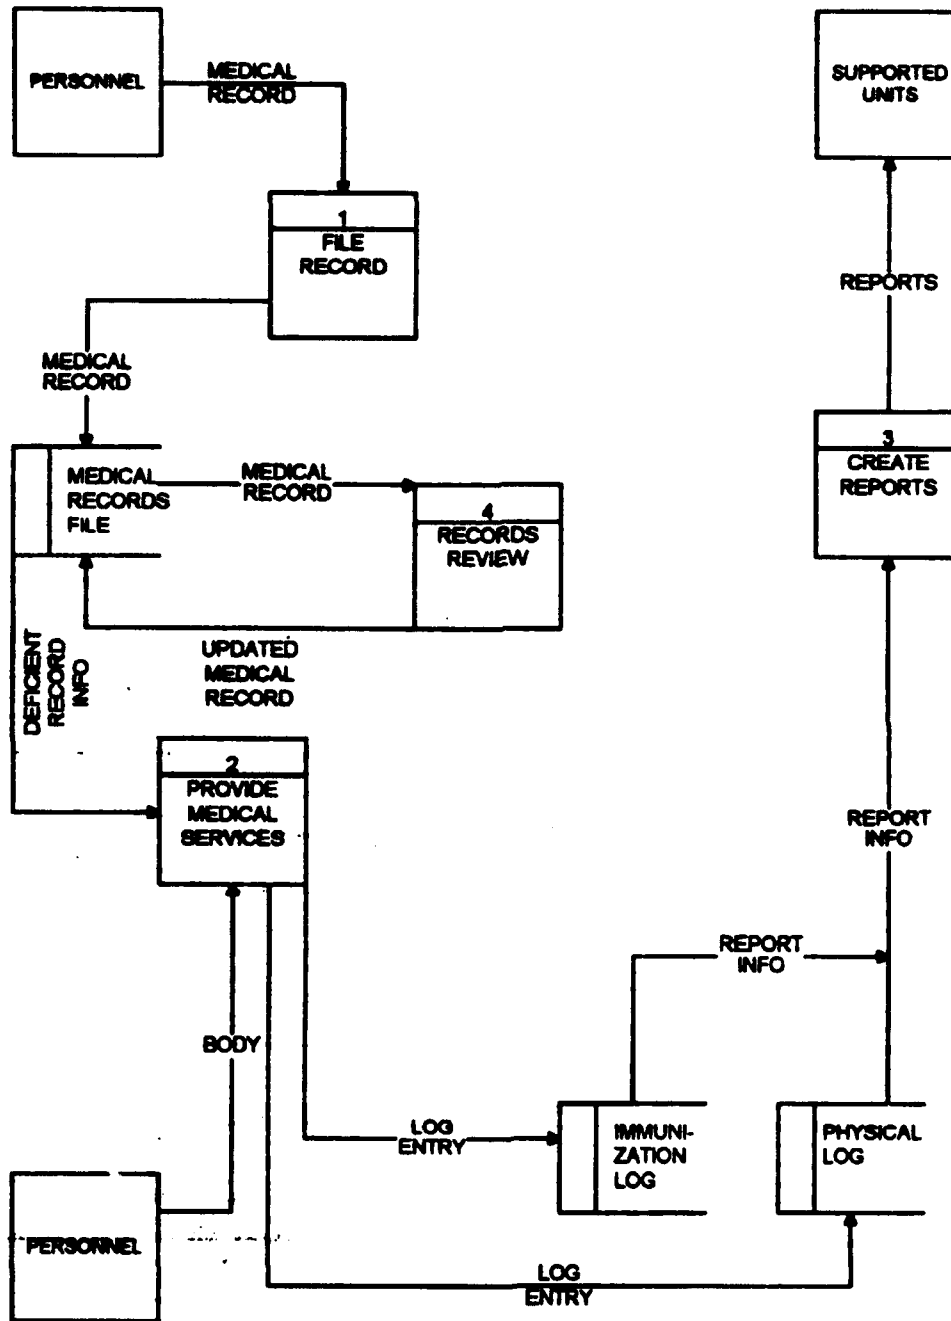 PERSONNEL
MEDICAL
RECORD
SUPPORTED
UNITS
1
FILE
RECORD
REPORTS
MEDICAL
RECORD
3
CREATE
REPORTS
MEDICAL
RECORDS
FILE
MEDICAL
RECORD
4
RECORDS
REVIEW
DEFICIENT
RECORD
INFO
UPDATED
MEDICAL
RECORD
2
PROVIDE
MEDICAL
SERVICES
REPORT
INFO
REPORT
INFO
BODY
LOG
ENTRY
IMMUNI-
ZATION
LOG
PHYSICAL
LOG
PERSONNEL
LOG
ENTRY